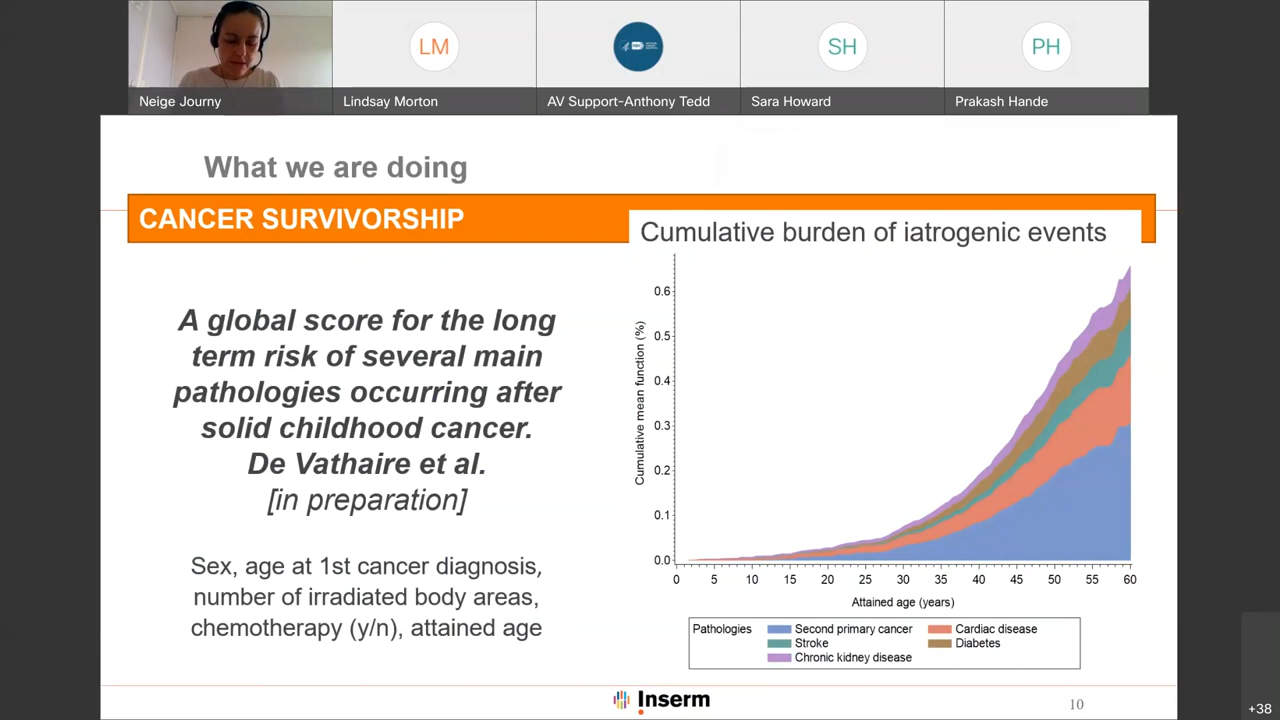 LM
SH
PH
Neige Journy
Lindsay Morton
AV Support-Anthony Tedd
Sara Howard
Prakash Hande
What we are doing
CANCER SURVIVORSHIP
A global score for the long
term risk of several main
pathologies occurring after
solid childhood cancer.
De Vathaire et al.
[in preparation]
Sex, age at 1st cancer diagnosis,
number of irradiated body areas,
chemotherapy (y/n), attained age
Cumulative burden of iatrogenic events
Cumulative mean function (%)
0.6
0.5
0.4
0.3
0.2
0.1
0.0
0 5 10 15 20 25 30 35 40 45 50 55 60
Attained age (years)
Pathologies Second primary cancer Cardiac disease
Stroke Diabetes
Chronic kidney disease
Inserm
10
+38